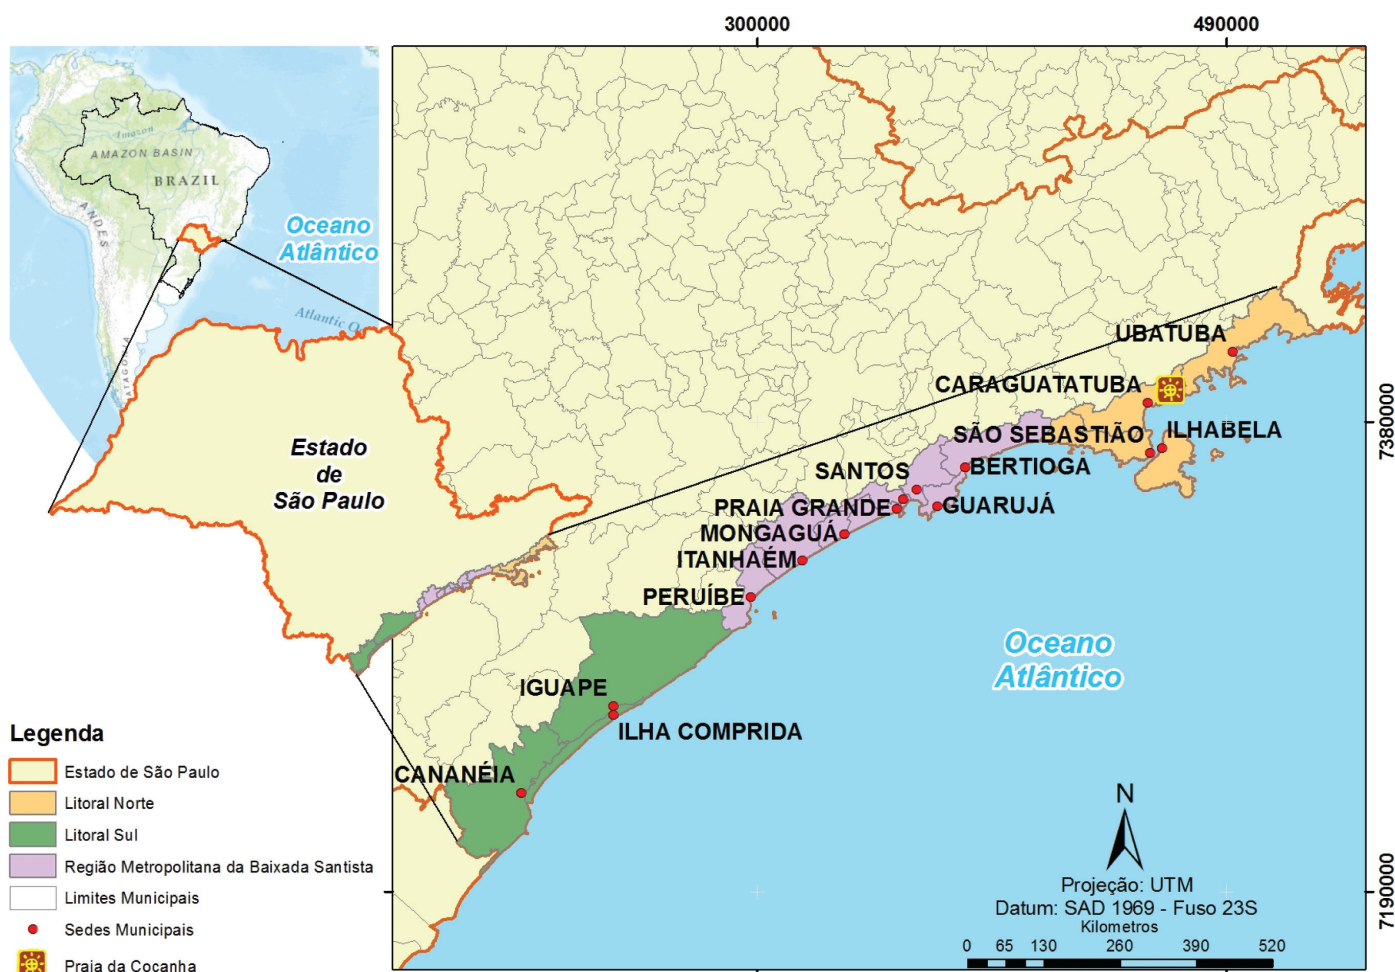 300000
490000
Amazon
AMAZON BASIN
BRAZIL
ANDES
PATAGONIA
Atlantic O
Oceano
Atlântico
Estado
de
São Paulo
UBATUBA
CARAGUATATUBA
SÃO SEBASTIÃO
ILHABELA
SANTOS
BERTIOGA
PRAIA GRANDE
GUARUJÁ
MONGAGUÁ
ITANHAÉM
PERUÍBE
IGUAPE
ILHA COMPRIDA
CANANÉIA
Oceano
Atlântico
7380000
7190000
Legenda
Estado de São Paulo
Litoral Norte
Litoral Sul
Região Metropolitana da Baixada Santista
Limites Municipais
Sedes Municipais
Praia da Cocanha
N
Projeção: UTM
Datum: SAD 1969 - Fuso 23S
Kilometros
0 65 130 260 390 520